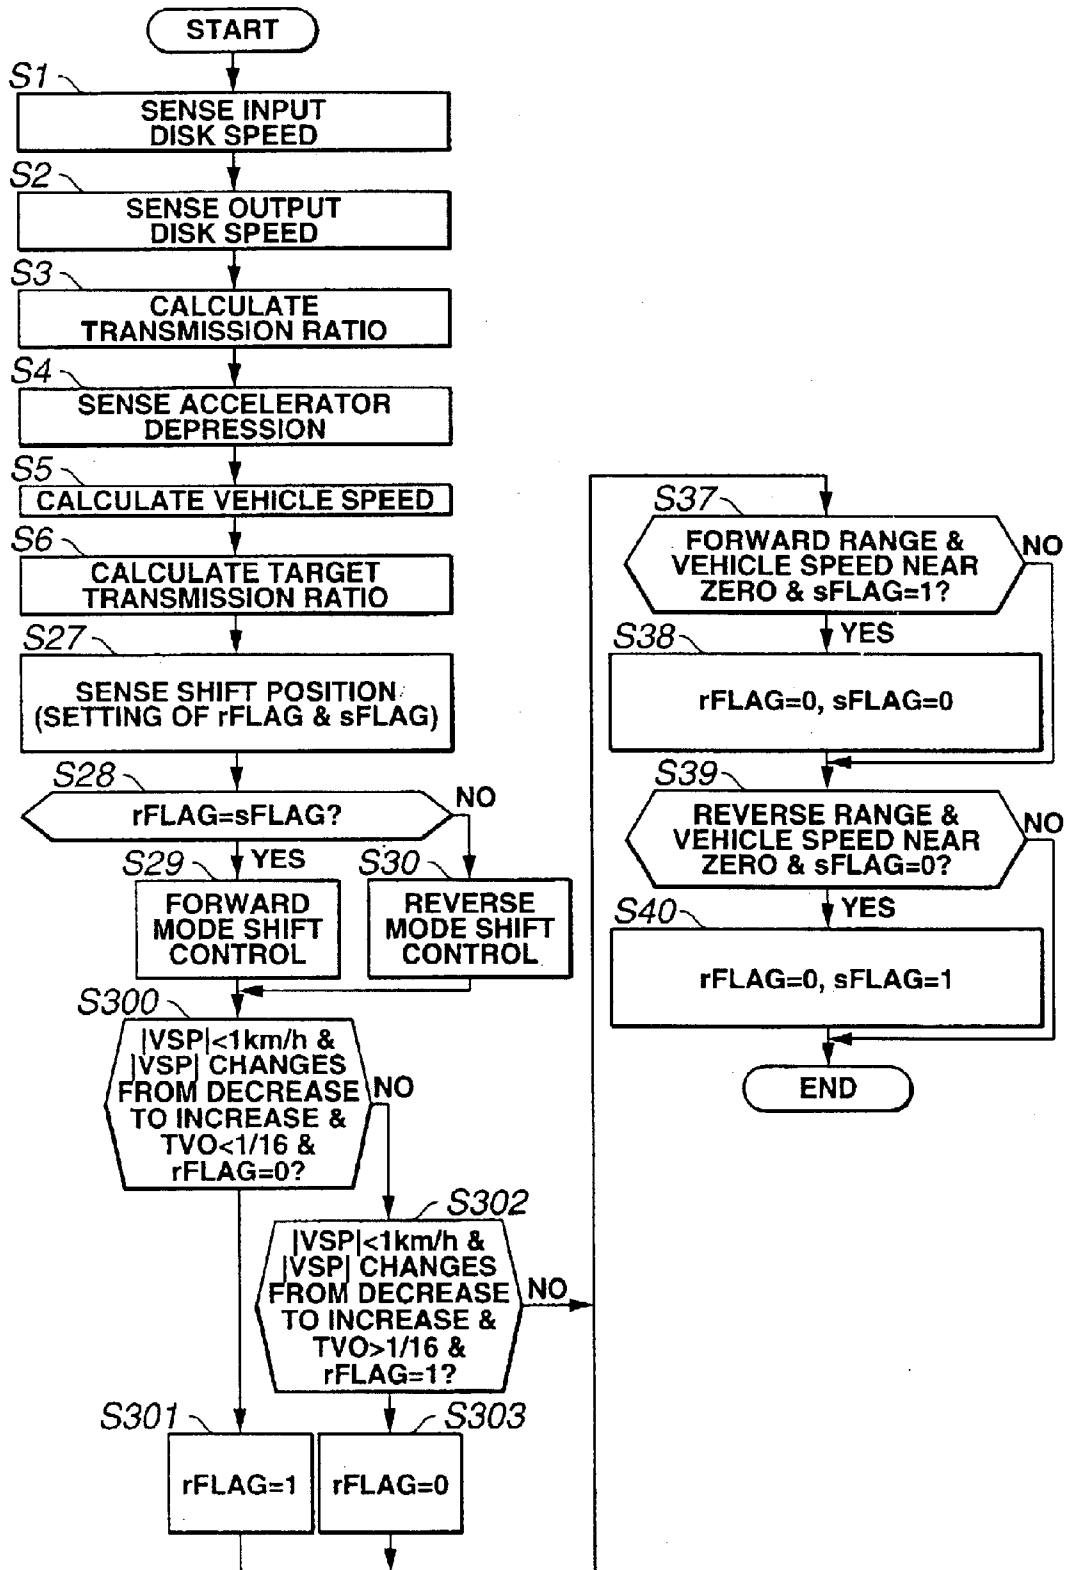 START
S1
SENSE INPUT
DISK SPEED
S2
SENSE OUTPUT
DISK SPEED
S3
CALCULATE
TRANSMISSION RATIO
S4
SENSE ACCELERATOR
DEPRESSION
S5
CALCULATE VEHICLE SPEED
S6
CALCULATE TARGET
TRANSMISSION RATIO
S27
SENSE SHIFT POSITION
(SETTING OF rFLAG & sFLAG)
S28
rFLAG=sFLAG?
NO
YES
S29
FORWARD
MODE SHIFT
CONTROL
S30
REVERSE
MODE SHIFT
CONTROL
S300
|VSP|<1km/h &
|VSP| CHANGES
FROM DECREASE
TO INCREASE &
TVO<1/16 &
rFLAG=0?
NO
S302
|VSP|<1km/h &
|VSP| CHANGES
FROM DECREASE
TO INCREASE &
TVO>1/16 &
rFLAG=1?
NO
S301
rFLAG=1
S303
rFLAG=0
S37
FORWARD RANGE &
VEHICLE SPEED NEAR
ZERO & sFLAG=1?
NO
YES
S38
rFLAG=0, sFLAG=0
S39
REVERSE RANGE &
VEHICLE SPEED NEAR
ZERO & sFLAG=0?
NO
YES
S40
rFLAG=0, sFLAG=1
END